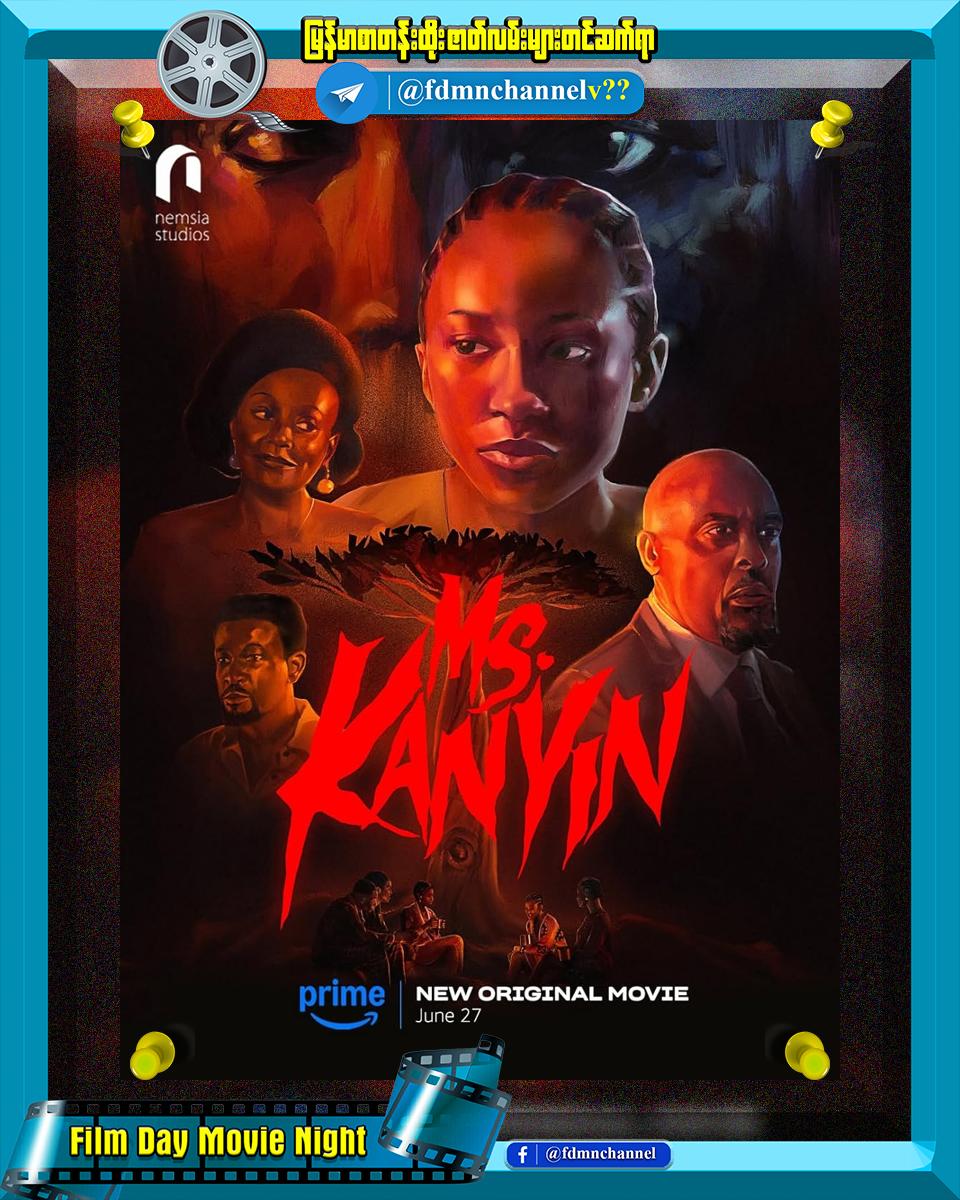 မြန်မာစာတန်းထိုးဇာတ်လမ်းများတင်ဆက်ရာ
@fdmnchannelv??
nemsia
studios
Ms.
KANYiN
prime
NEW ORIGINAL MOVIE
June 27
Film Day Movie Night
f @fdmnchannel